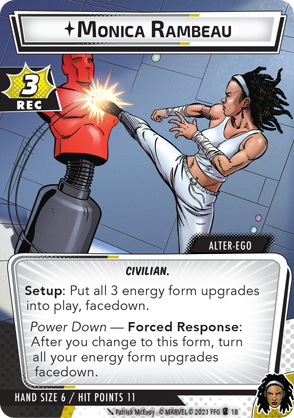 MONICA RAMBEAU
3
REC
ALTER-EGO
CIVILIAN.
Setup: Put all 3 energy form upgrades
into play, facedown.
Power Down — Forced Response:
After you change to this form, turn
all your energy form upgrades
facedown.
HAND SIZE 6 / HIT POINTS 11
Patrick McEvoy © MARVEL © 2021 FFG 1B